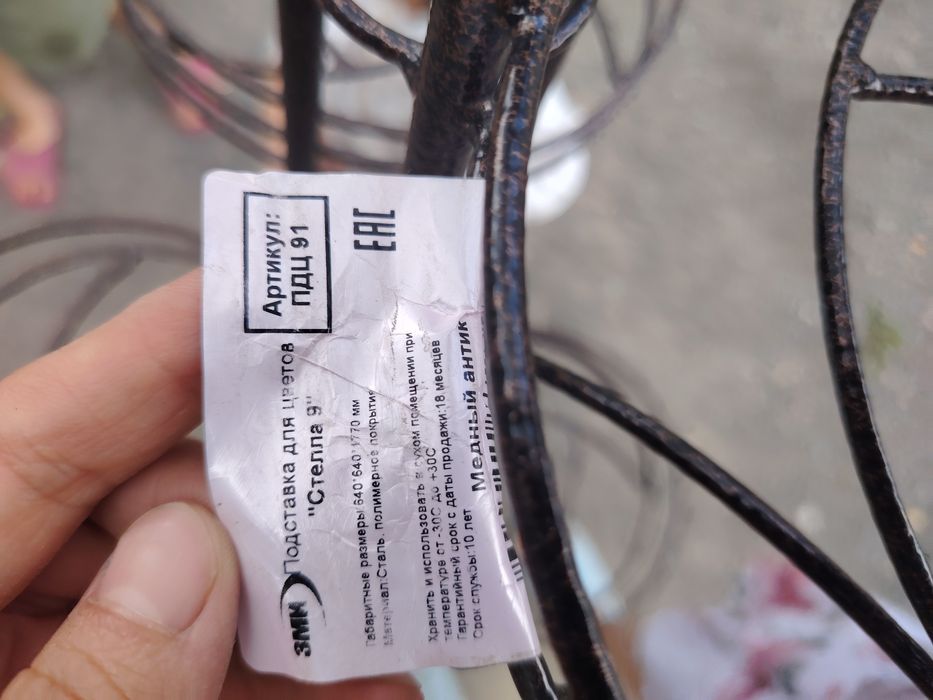 ЗМИ
Подставка для цветов
"Стелла 9"
Артикул:
ПДЦ 91
EAC
Габаритные размеры:640*640*1770 мм
Материал:Сталь, полимерное покрытие
Хранить и использовать в сухом помещении при
температуре от -30С до +30С
Гарантийный срок с даты продажи:18 месяцев
Срок службы:10 лет
Медный антик